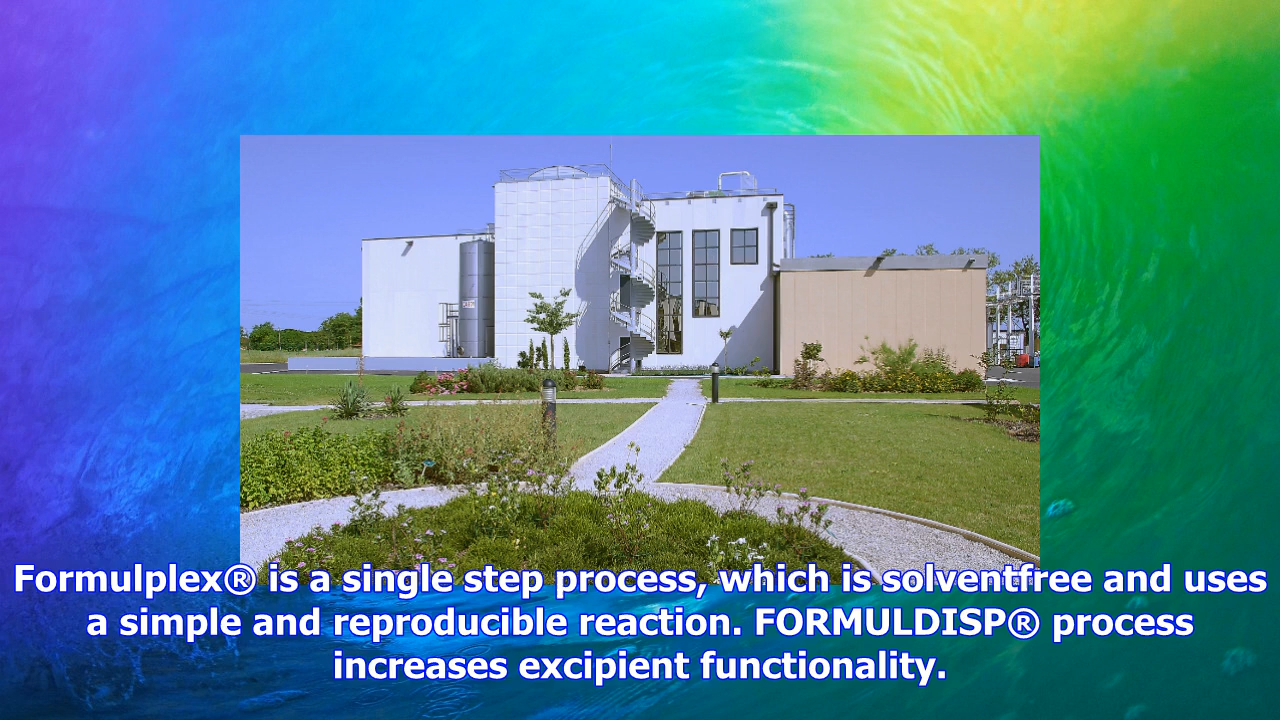 Formulplex® is a single step process, which is solventfree and uses
a simple and reproducible reaction. FORMULDISP® process
increases excipient functionality.